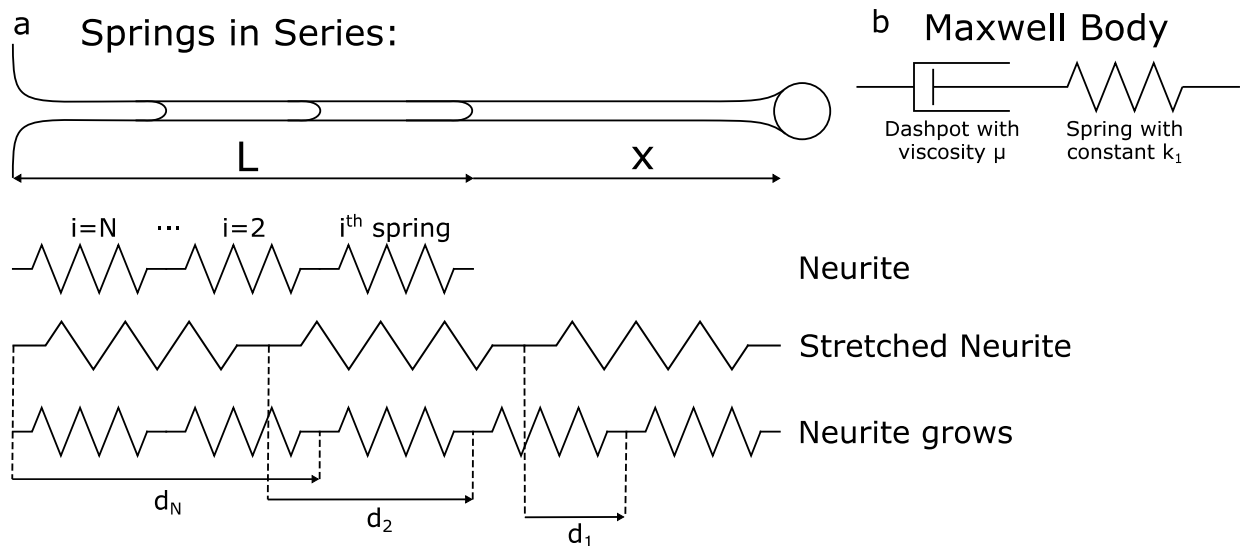 a Springs in Series:
b Maxwell Body
Dashpot with
viscosity μ
Spring with
constant k₁
L
x
i=N ... i=2 iᵗʰ spring
Neurite
Stretched Neurite
Neurite grows
d_N
d₂
d₁